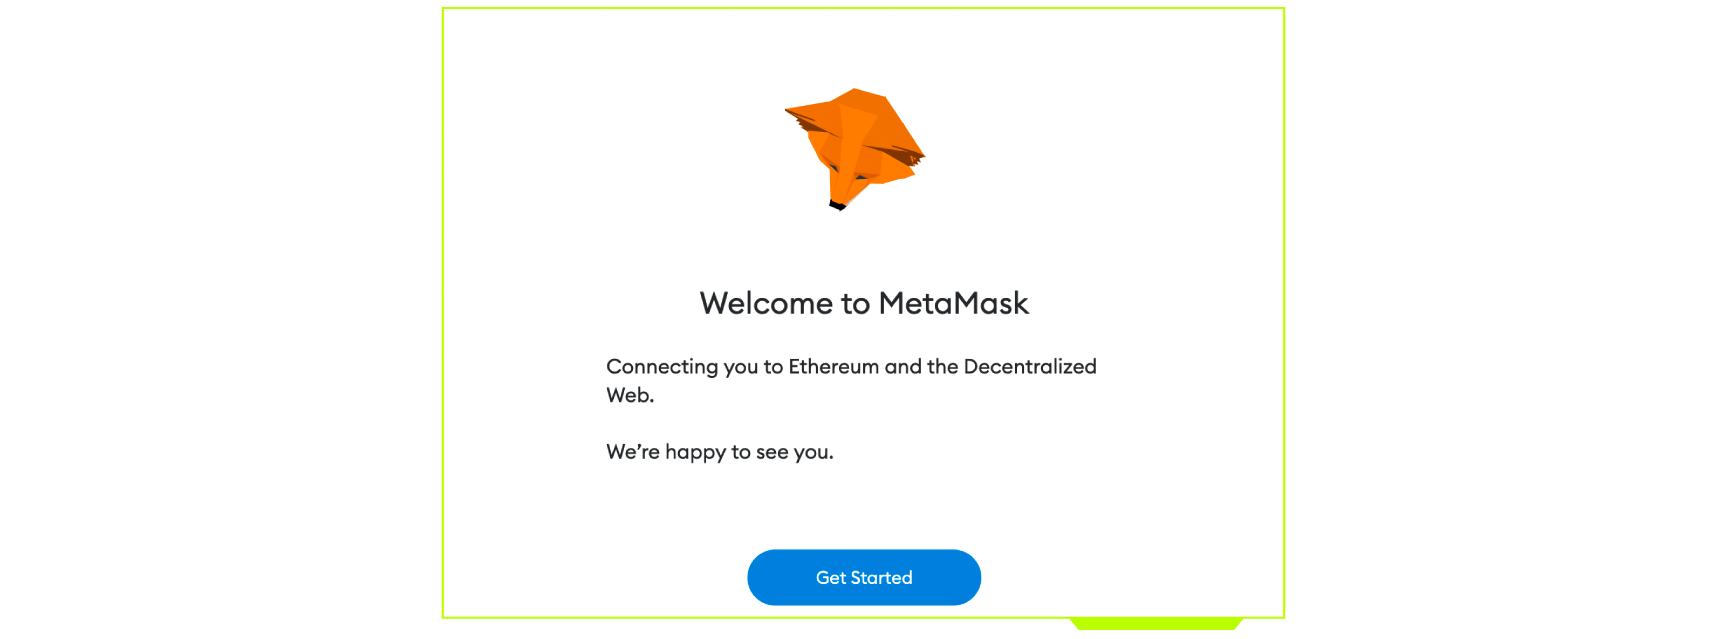 Welcome to MetaMask
Connecting you to Ethereum and the Decentralized
Web.
We’re happy to see you.
Get Started